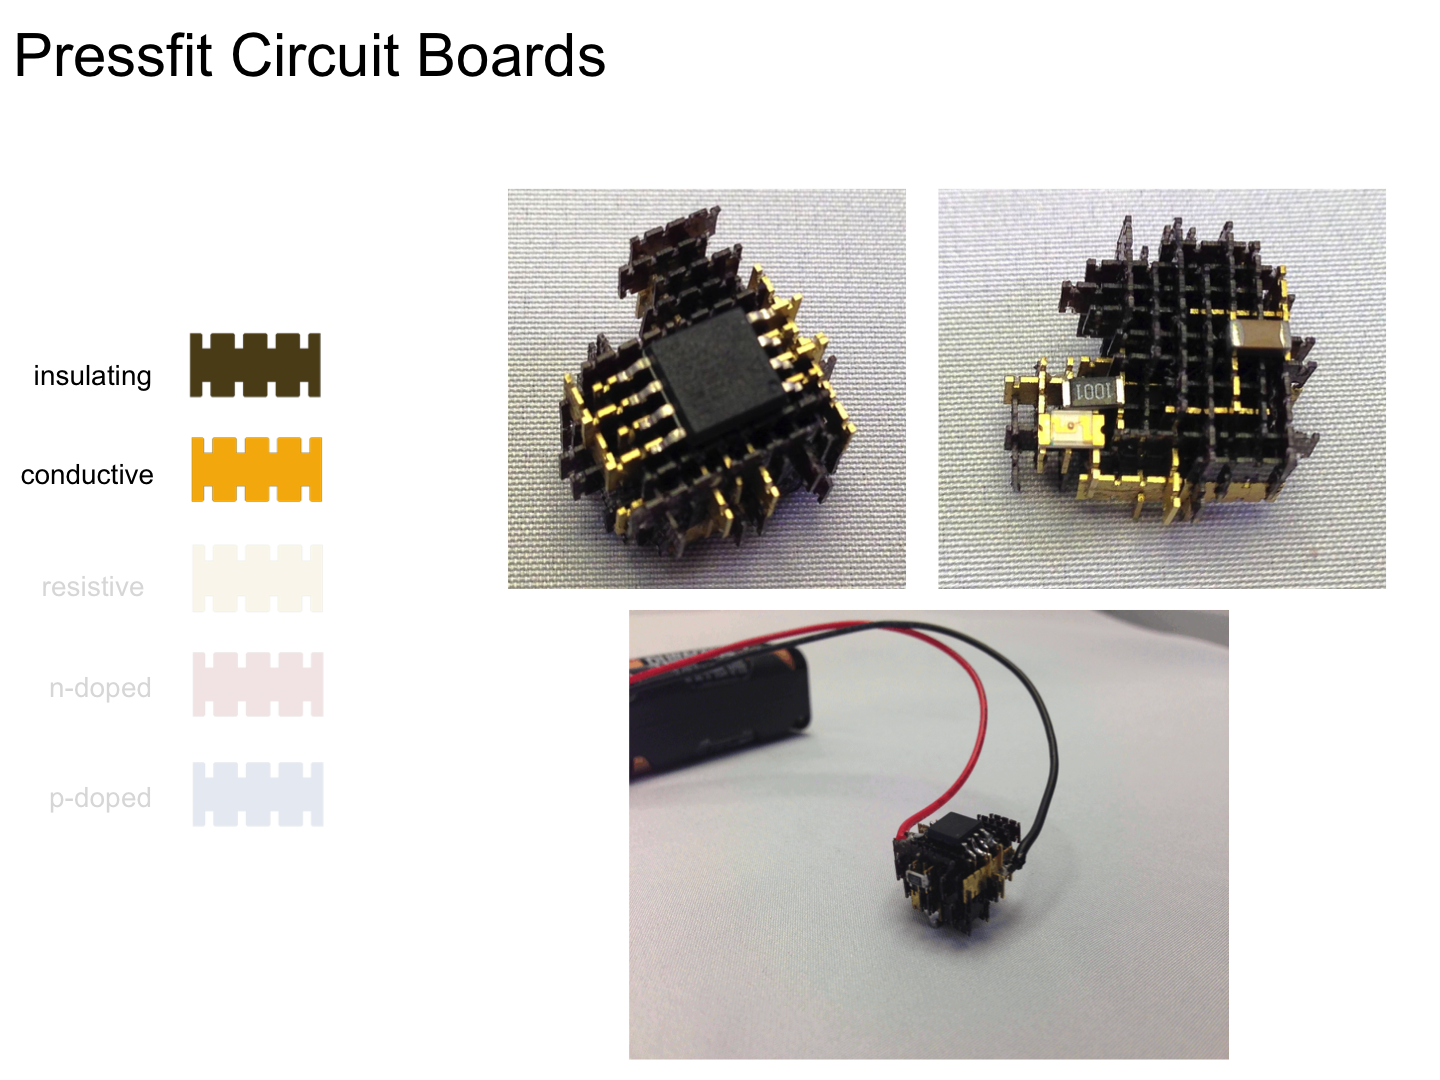 Pressfit Circuit Boards
insulating
conductive
resistive
n-doped
p-doped
1001